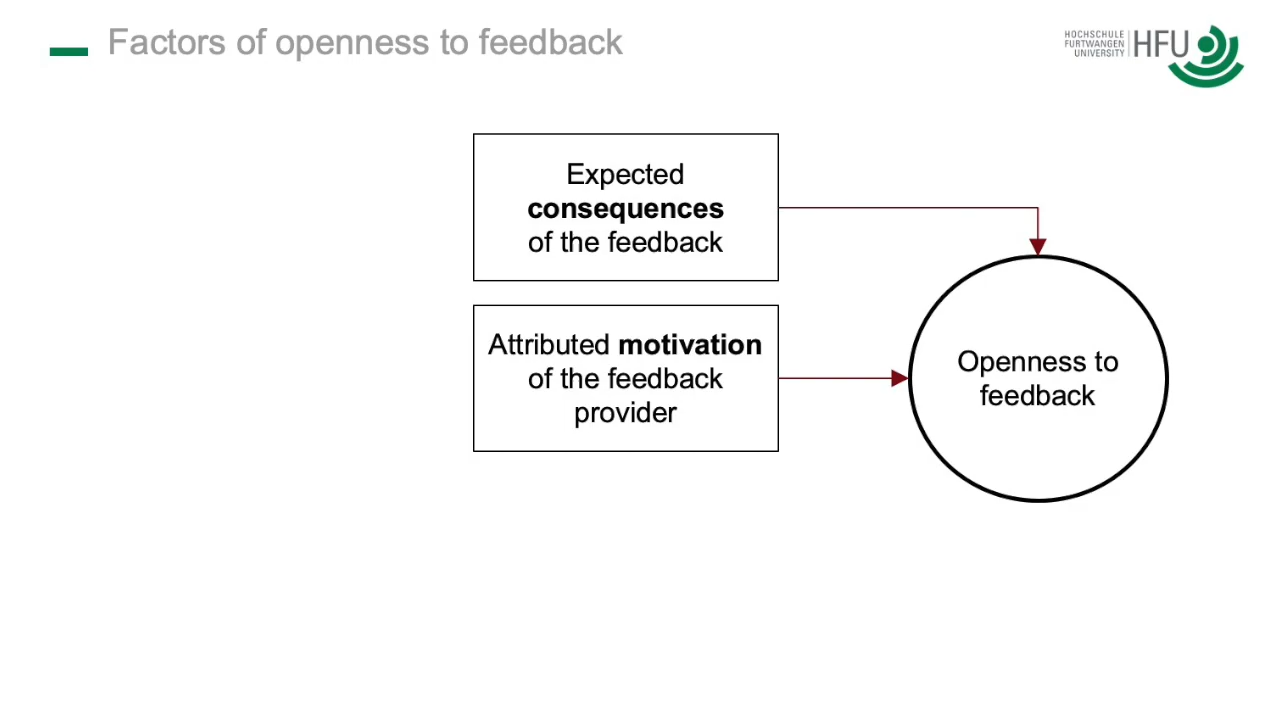 Factors of openness to feedback
HOCHSCHULE
FURTWANGEN
UNIVERSITY
HFU
Expected
consequences
of the feedback
Attributed motivation
of the feedback
provider
Openness to
feedback